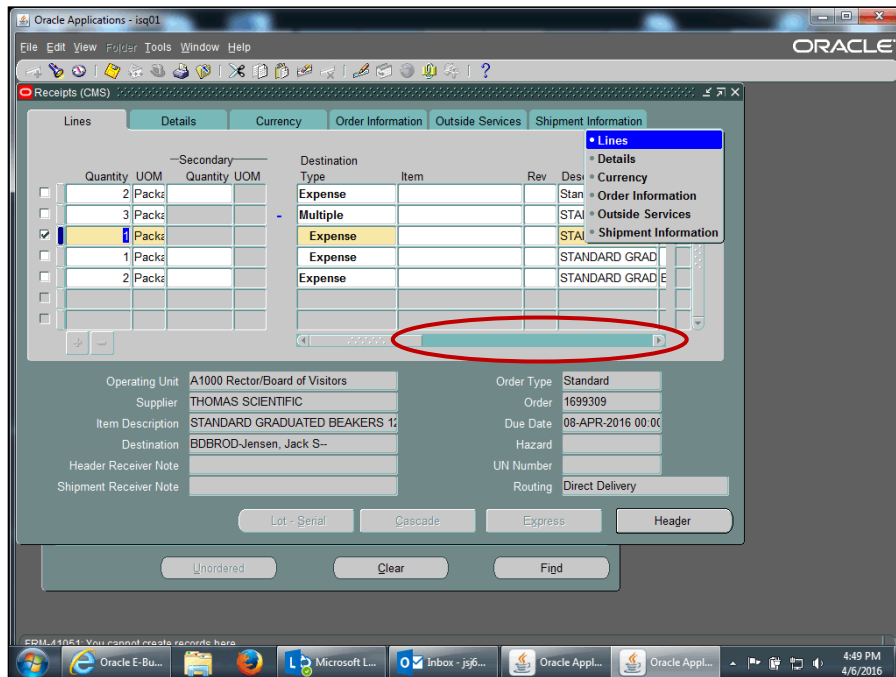 Oracle Applications - isq01
File Edit View Folder Tools Window Help
ORACLE
Receipts (CMS)
Lines Details Currency Order Information Outside Services Shipment Information
• Lines
• Details
• Currency
• Order Information
• Outside Services
• Shipment Information
Secondary Destination
Quantity UOM Quantity UOM Type Item Rev Desc
2 Packa Expense Stan
3 Packa - Multiple STAI
1 Packa Expense STAI
1 Packa Expense STANDARD GRAD
2 Packa Expense STANDARD GRAD E
Operating Unit A1000 Rector/Board of Visitors Order Type Standard
Supplier THOMAS SCIENTIFIC Order 1699309
Item Description STANDARD GRADUATED BEAKERS 12 Due Date 08-APR-2016 00:00
Destination BDBROD-Jensen, Jack S-- Hazard
Header Receiver Note UN Number
Shipment Receiver Note Routing Direct Delivery
Lot - Serial Cascade Express Header
Unordered Clear Find
FRM-41051: You cannot create records here
Oracle E-Bu... Microsoft L... Inbox - jsj6... Oracle Appl... Oracle Appl... 4:49 PM
4/6/2016